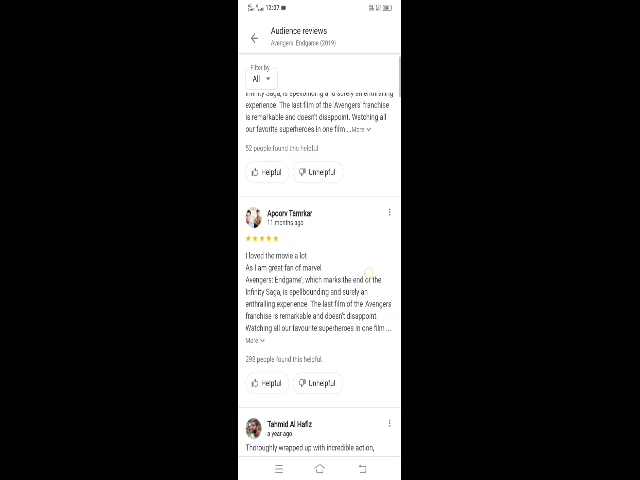 12:37
Audience reviews
Avengers: Endgame (2019)
Filter by
All
Infinity Saga, is spellbinding and surely an enthralling
experience. The last film of the 'Avengers' franchise
is remarkable and doesn't disappoint. Watching all
our favorite superheroes in one film ...More
52 people found this helpful.
Helpful
Unhelpful
Apoorv Tamrkar
11 months ago
I loved the movie a lot
As I am great fan of marvel
Avengers: Endgame', which marks the end of the
Infinity Saga, is spellbounding and surely an
enthralling experience. The last film of the 'Avengers'
franchise is remarkable and doesn't disappoint.
Watching all our favourite superheroes in one film ...
More
298 people found this helpful.
Helpful
Unhelpful
Tahmid Al Hafiz
a year ago
Thoroughly wrapped up with incredible action,